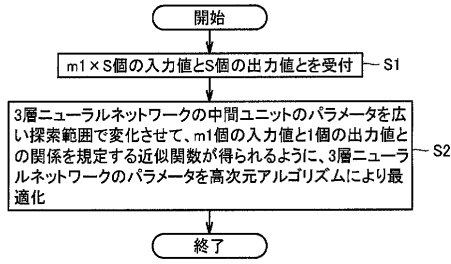 開始
m1×S個の入力値とS個の出力値とを受付
S1
3層ニューラルネットワークの中間ユニットのパラメータを広
い探索範囲で変化させて、m1個の入力値と1個の出力値と
の関係を規定する近似関数が得られるように、3層ニューラ
ルネットワークのパラメータを高次元アルゴリズムにより最
適化
S2
終了